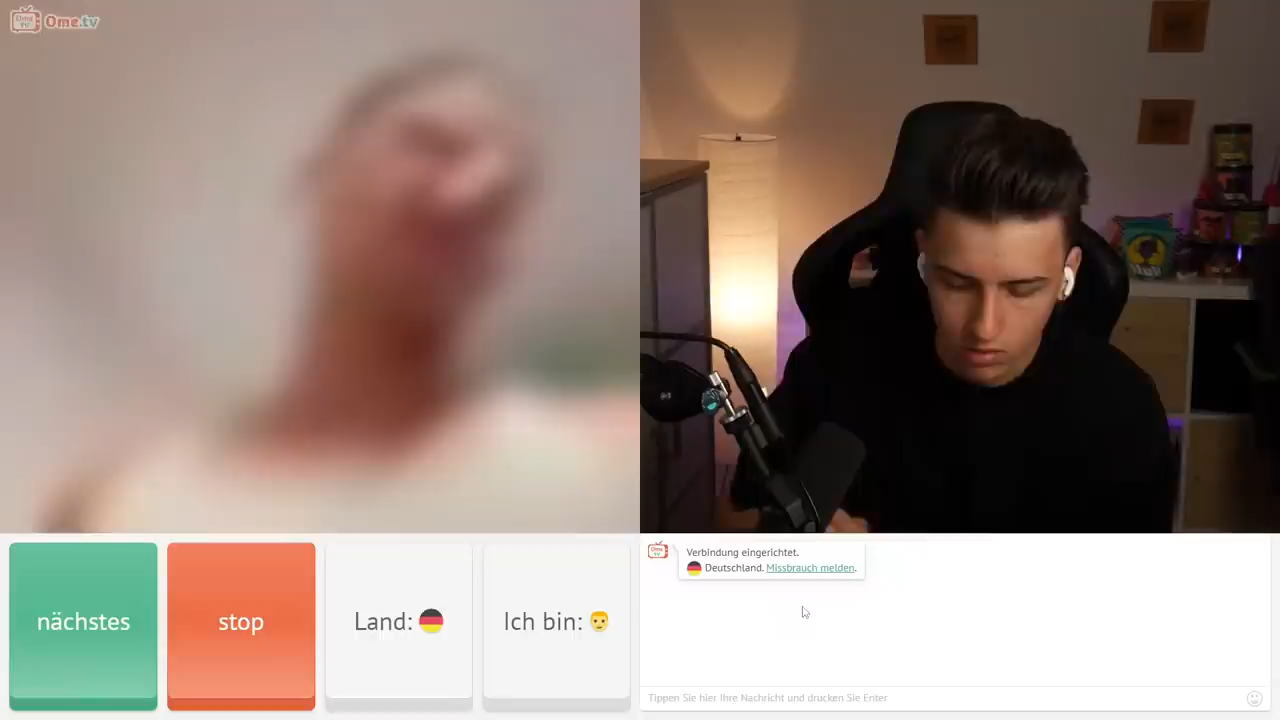 Ome.tv
nächstes
stop
Land:
Ich bin:
Verbindung eingerichtet.
Deutschland. Missbrauch melden.
Tippen Sie hier Ihre Nachricht und drucken Sie Enter